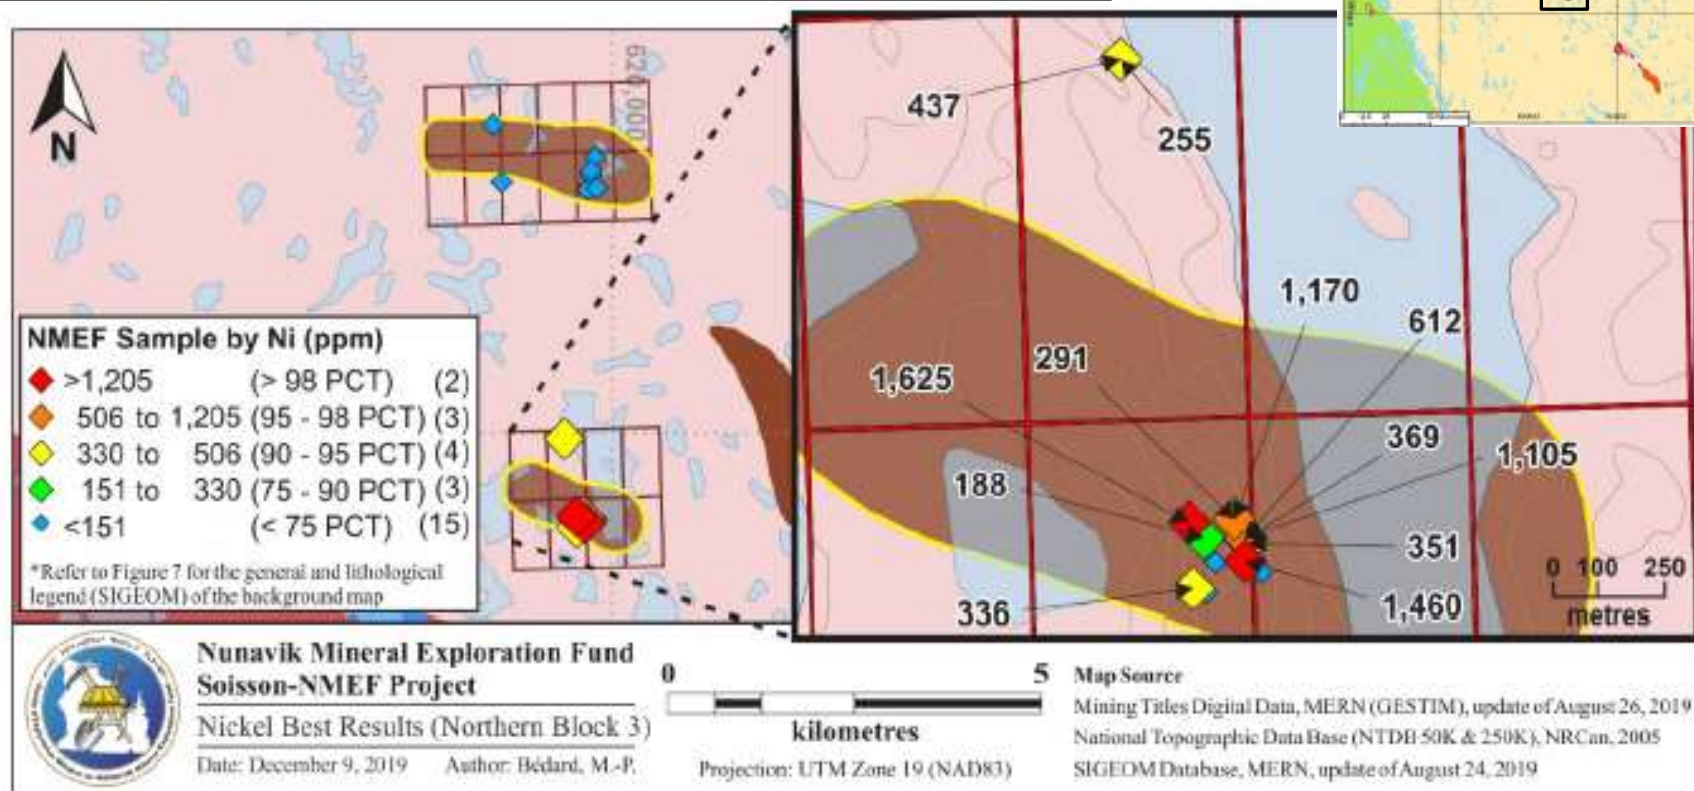 N
620,000
NMEF Sample by Ni (ppm)
>1,205 (> 98 PCT) (2)
506 to 1,205 (95 - 98 PCT) (3)
330 to 506 (90 - 95 PCT) (4)
151 to 330 (75 - 90 PCT) (3)
<151 (< 75 PCT) (15)
*Refer to Figure 7 for the general and lithological
legend (SIGEOM) of the background map
437
255
1,170
612
291
1,625
369
1,105
188
351
336
1,460
0 100 250
metres
Nunavik Mineral Exploration Fund
Soisson-NMEF Project
Nickel Best Results (Northern Block 3)
Date: December 9, 2019 Author: Bédard, M.-P.
0 5
kilometres
Projection: UTM Zone 19 (NAD83)
Map Source
Mining Titles Digital Data, MERN (GESTIM), update of August 26, 2019
National Topographic Data Base (NTDB 50K & 250K), NRCan, 2005
SIGEOM Database, MERN, update of August 24, 2019